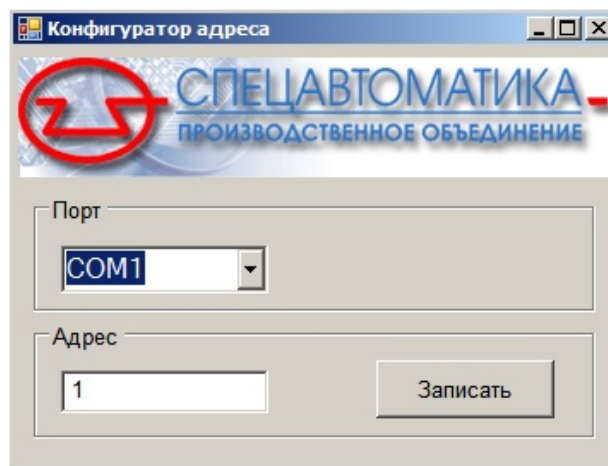 Конфигуратор адреса
СПЕЦАВТОМАТИКА
ПРОИЗВОДСТВЕННОЕ ОБЪЕДИНЕНИЕ
Порт
COM1
Адрес
1
Записать